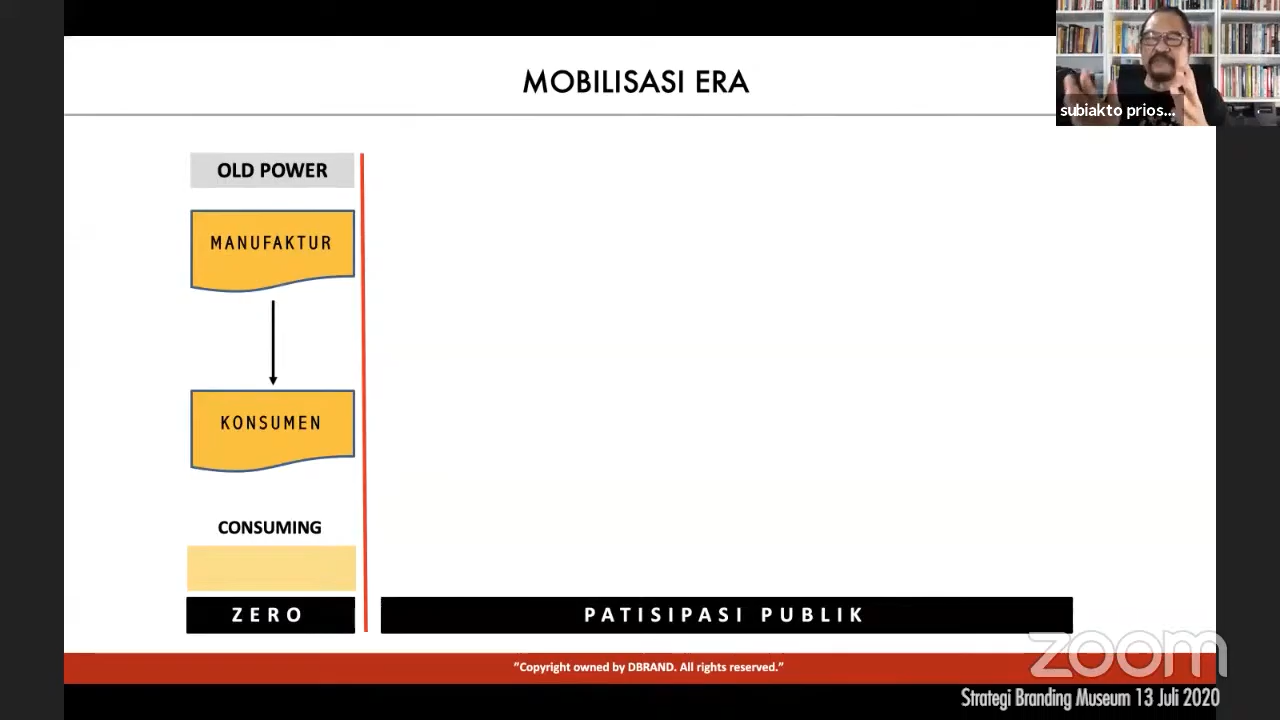 MOBILISASI ERA
subiakto prios...
OLD POWER
MANUFAKTUR
KONSUMEN
CONSUMING
ZERO
PATISIPASI PUBLIK
"Copyright owned by DBRAND. All rights reserved."
zoom
Strategi Branding Museum 13 Juli 2020